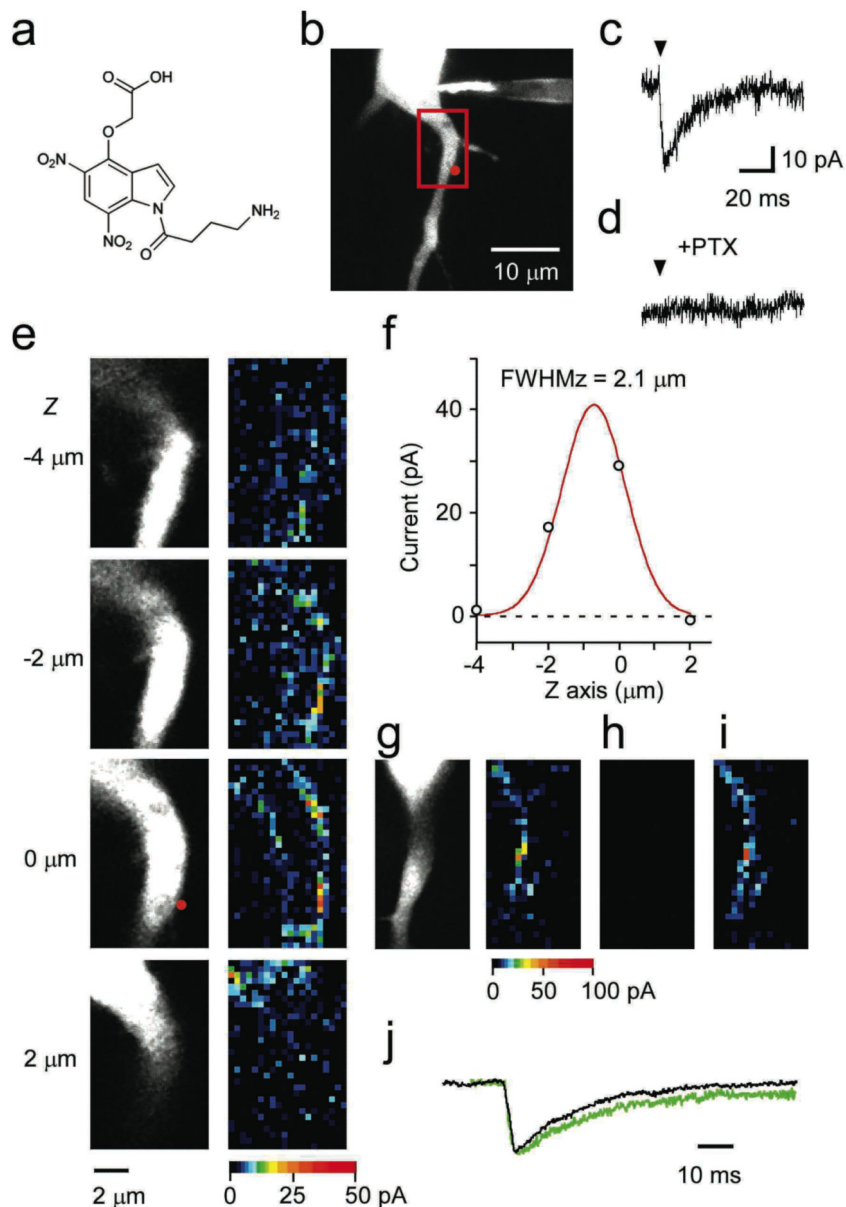 a
O
OH
O
O₂N
NO₂
N
O
NH₂
b
10 μm
c
10 pA
20 ms
d
+PTX
e
Z
-4 μm
-2 μm
0 μm
2 μm
2 μm
0 25 50 pA
f
FWHMz = 2.1 μm
Current (pA)
40
20
0
-4 -2 0 2
Z axis (μm)
g
h
i
0 50 100 pA
j
10 ms